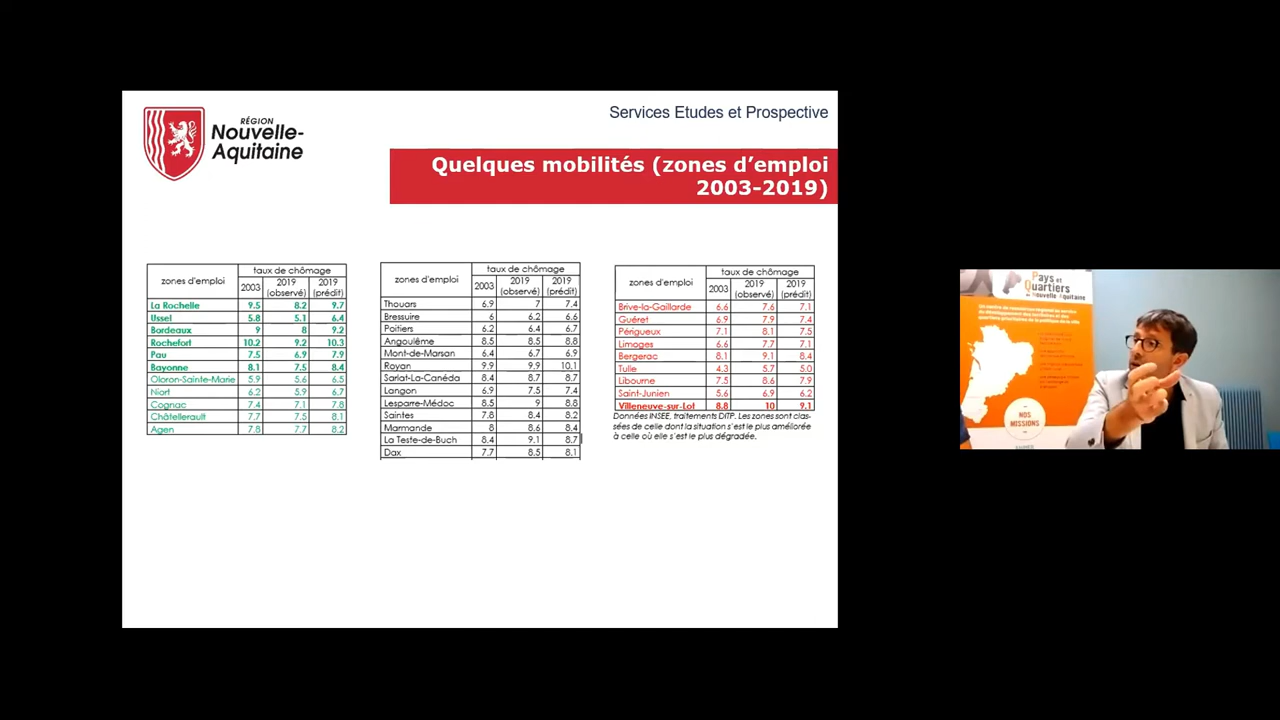 RÉGION
Nouvelle-
Aquitaine
Services Etudes et Prospective
Quelques mobilités (zones d’emploi
2003-2019)
zones d'emploi taux de chômage
2003 2019 (observé) 2019 (prédit)
La Rochelle 9.5 8.2 9.7
Ussel 5.8 5.1 6.4
Bordeaux 9 8 9.2
Rochefort 10.2 9.2 10.3
Pau 7.5 6.9 7.9
Bayonne 8.1 7.5 8.4
Oloron-Sainte-Marie 5.9 5.6 6.5
Niort 6.2 5.9 6.7
Cognac 7.4 7.1 7.8
Châtellerault 7.7 7.5 8.1
Agen 7.8 7.7 8.2
zones d'emploi taux de chômage
2003 2019 (observé) 2019 (prédit)
Thouars 6.9 7 7.4
Bressuire 6 6.2 6.6
Poitiers 6.2 6.4 6.7
Angoulême 8.5 8.5 8.8
Mont-de-Marsan 6.4 6.7 6.9
Royan 9.9 9.9 10.1
Sarlat-La-Canéda 8.4 8.7 8.7
Langon 6.9 7.5 7.4
Lesparre-Médoc 8.5 9 8.8
Saintes 7.8 8.4 8.2
Marmande 8 8.6 8.4
La Teste-de-Buch 8.4 9.1 8.7
Dax 7.7 8.5 8.1
zones d'emploi taux de chômage
2003 2019 (observé) 2019 (prédit)
Brive-la-Gaillarde 6.6 7.6 7.1
Guéret 6.9 7.9 7.4
Périgueux 7.1 8.1 7.5
Limoges 6.6 7.7 7.1
Bergerac 8.1 9.1 8.4
Tulle 4.3 5.7 5.0
Libourne 7.5 8.6 7.9
Saint-Junien 5.6 6.9 6.2
Villeneuve-sur-Lot 8.8 10 9.1
Données INSEE, traitements DITP. Les zones sont clas-
sées de celle dont la situation s'est le plus améliorée
à celle où elle s'est le plus dégradée.
Pays et
Quartiers
de Nouvelle-Aquitaine
NOS
MISSIONS